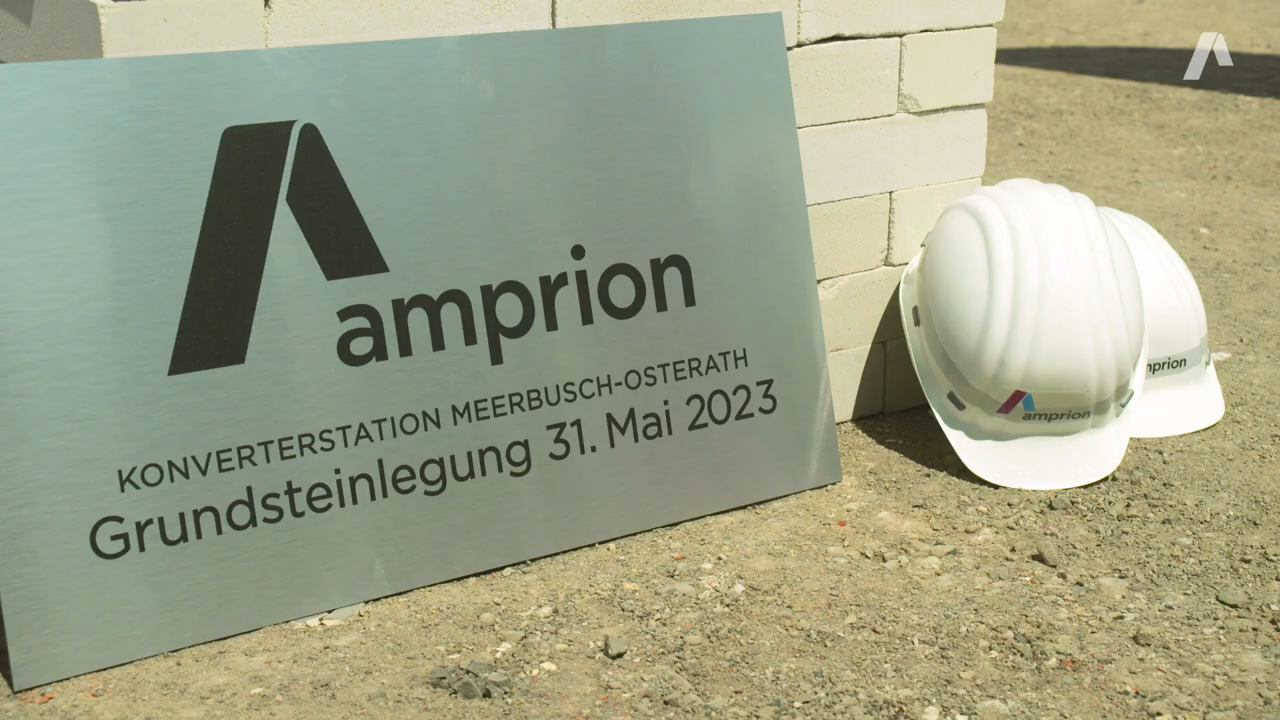 amprion
KONVERTERSTATION MEERBUSCH-OSTERATH
Grundsteinlegung 31. Mai 2023
amprion
mprion